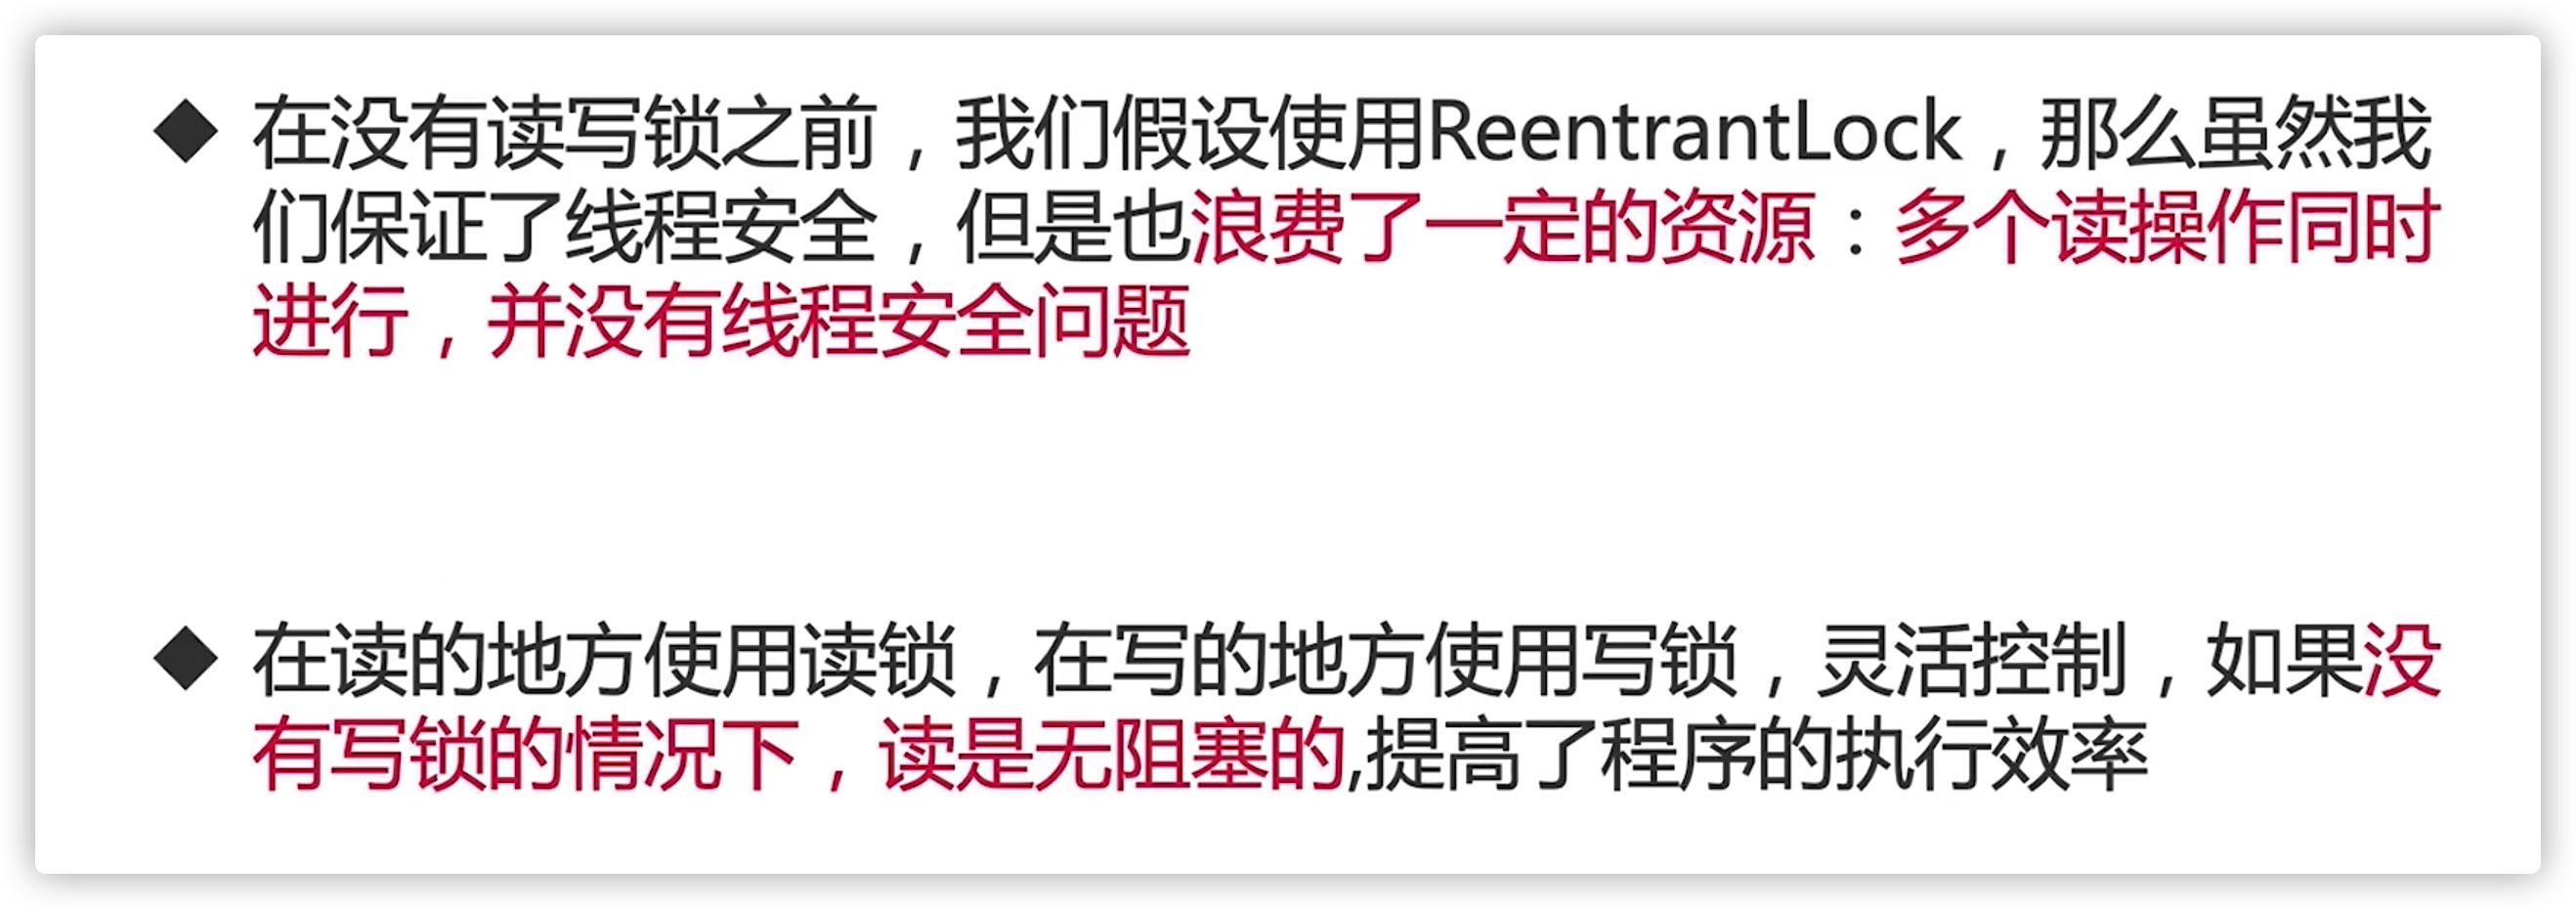 ◆ 在没有读写锁之前，我们假设使用ReentrantLock，那么虽然我
们保证了线程安全，但是也浪费了一定的资源：多个读操作同时
进行，并没有线程安全问题
◆ 在读的地方使用读锁，在写的地方使用写锁，灵活控制，如果没
有写锁的情况下，读是无阻塞的,提高了程序的执行效率